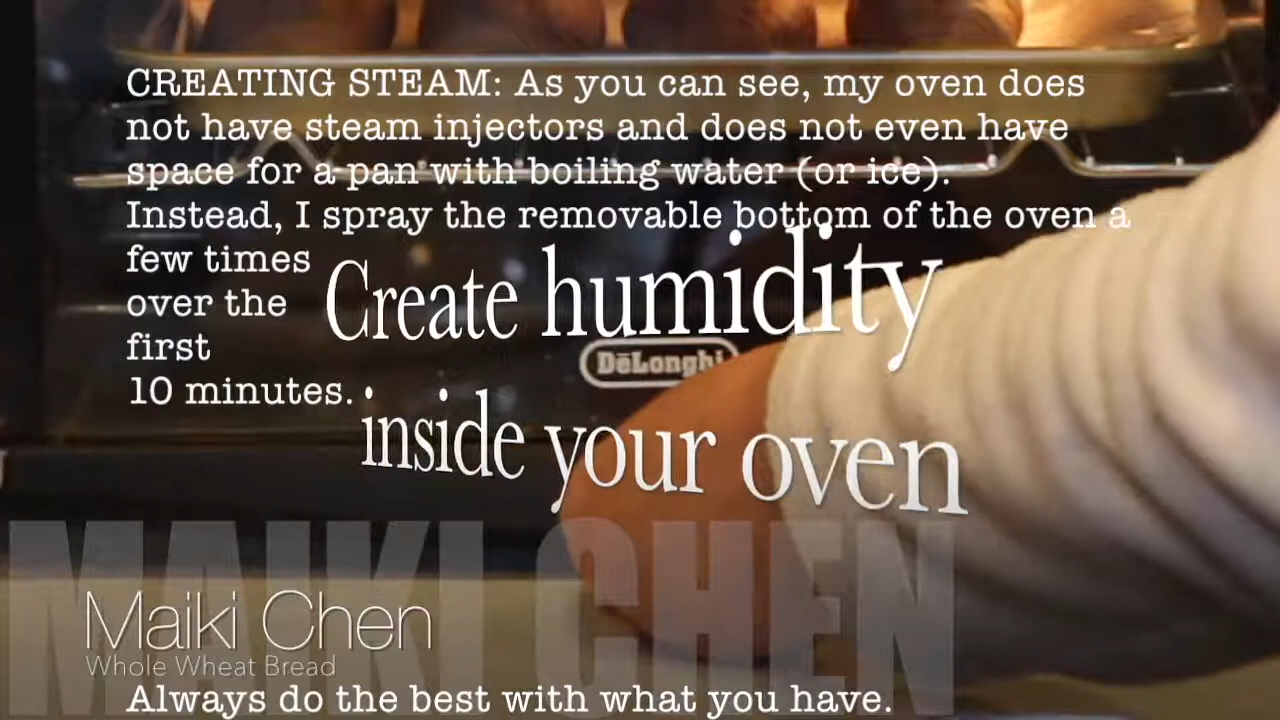 CREATING STEAM: As you can see, my oven does
not have steam injectors and does not even have
space for a pan with boiling water (or ice).
Instead, I spray the removable bottom of the oven a
few times
over the
first
10 minutes.
Create humidity
inside your oven
DeLonghi
MAIKI CHEN
Maiki Chen
Whole Wheat Bread
Always do the best with what you have.